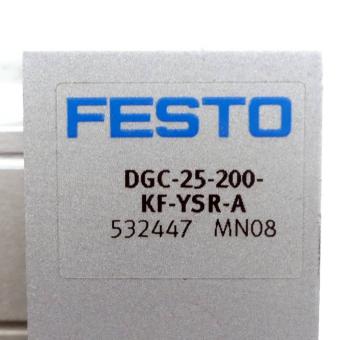 FESTO
DGC-25-200-
KF-YSR-A
532447 MN08